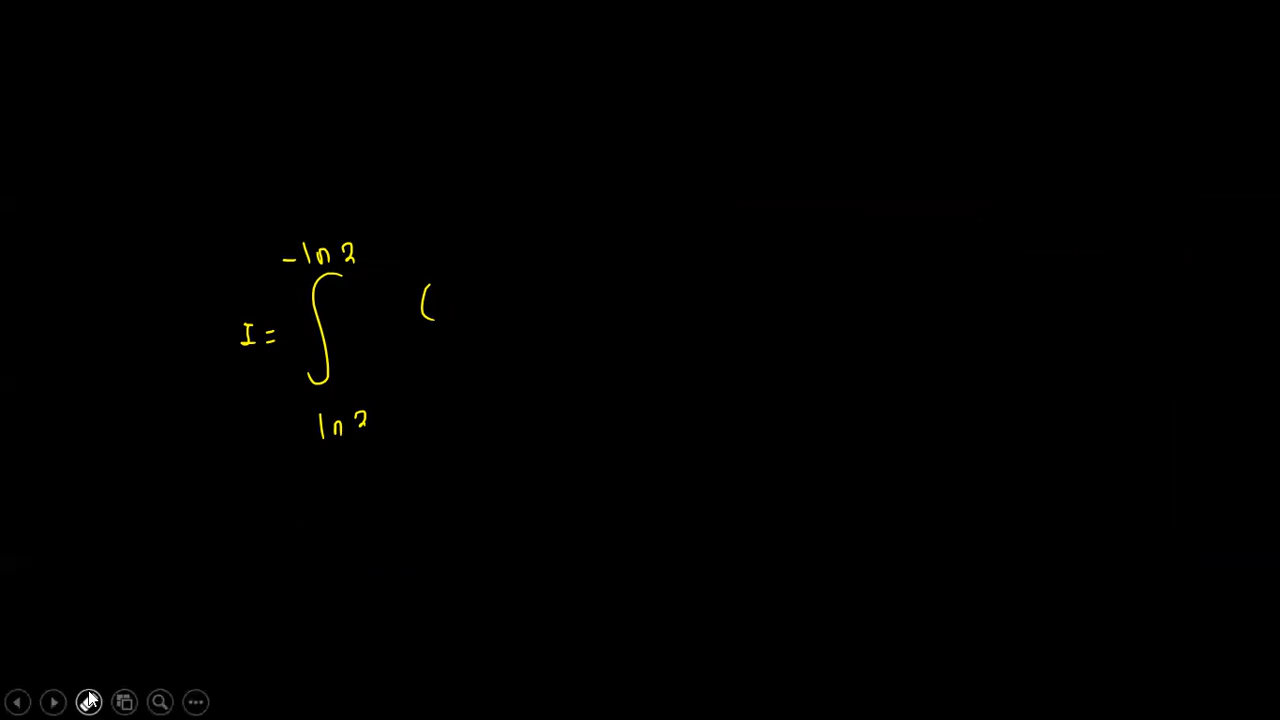 -ln 2
I = ∫ (
ln 2